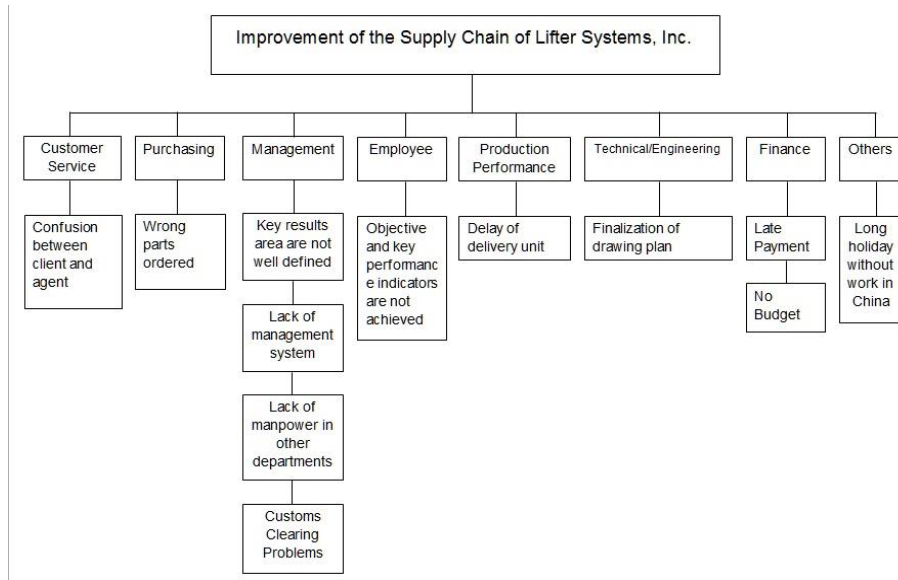 Improvement of the Supply Chain of Lifter Systems, Inc.
Customer
Service
Purchasing
Management
Employee
Production
Performance
Technical/Engineering
Finance
Others
Confusion
between
client and
agent
Wrong
parts
ordered
Key results
area are not
well defined
Lack of
management
system
Lack of
manpower in
other
departments
Customs
Clearing
Problems
Objective
and key
performanc
e indicators
are not
achieved
Delay of
delivery unit
Finalization of
drawing plan
Late
Payment
No
Budget
Long
holiday
without
work in
China